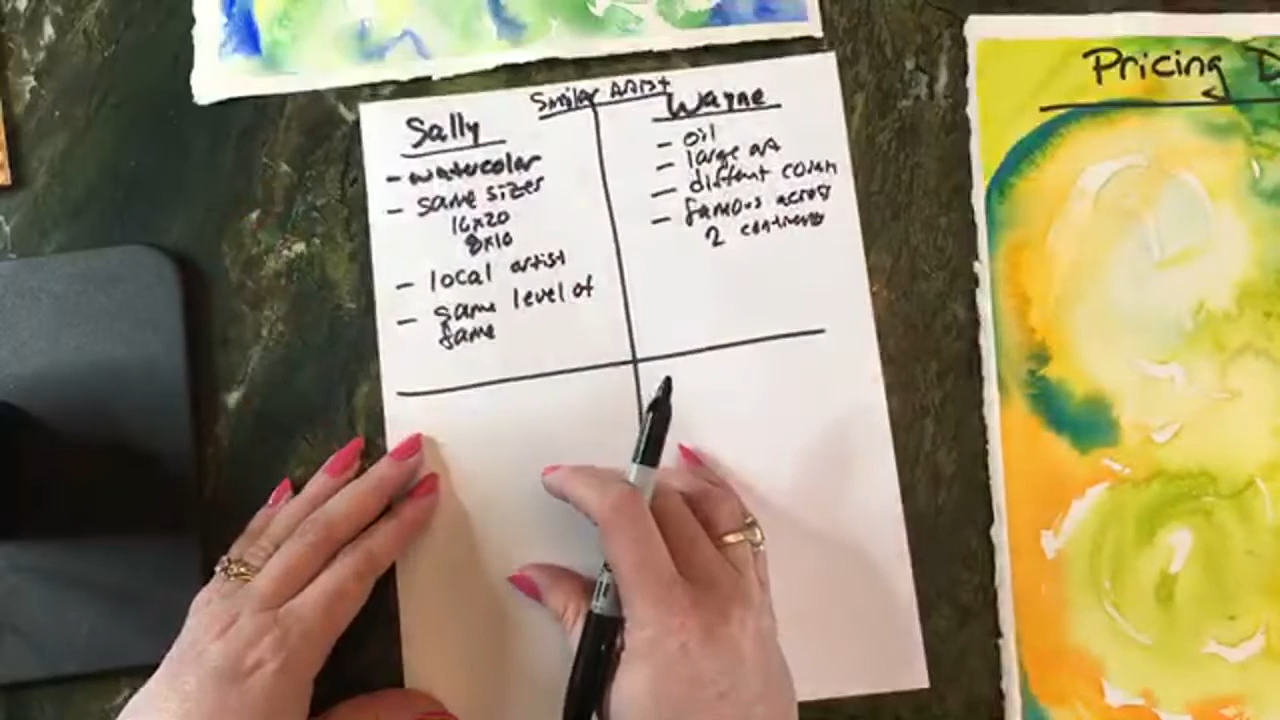 Similar Artist
Sally
- watercolor
- same sizes
16x20
8x10
- local artist
- same level of
fame
Wayne
- oil
- large art
- different country
- famous across
2 continents
Pricing D